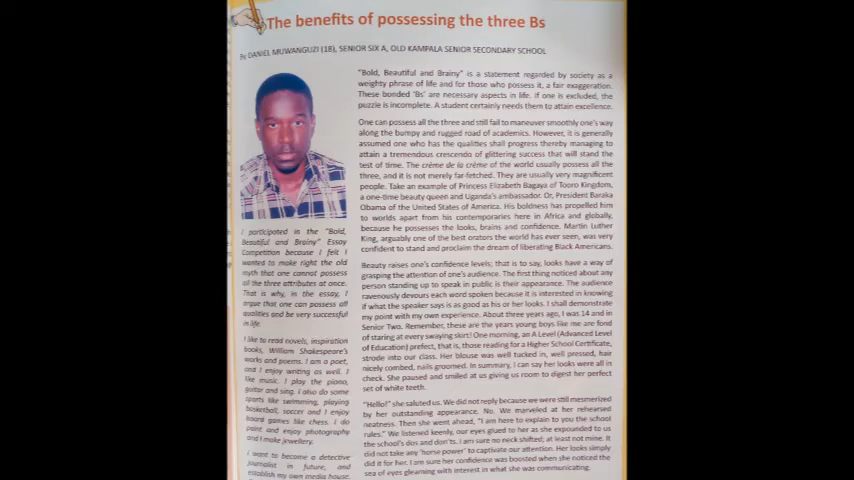 The benefits of possessing the three Bs
By DANIEL MUWANGUZI (18), SENIOR SIX A, OLD KAMPALA SENIOR SECONDARY SCHOOL
"Bold, Beautiful and Brainy" is a statement regarded by society as a
weighty phrase of life and for those who possess it, a fair exaggeration.
These bonded 'Bs' are necessary aspects in life. If one is excluded, the
puzzle is incomplete. A student certainly needs them to attain excellence.
One can possess all the three and still fail to maneuver smoothly one's way
along the bumpy and rugged road of academics. However, it is generally
assumed one who has the qualities shall progress thereby managing to
attain a tremendous crescendo of glittering success that will stand the
test of time. The crème de la crème of the world usually possess all the
three, and it is not merely far-fetched. They are usually very magnificent
people. Take an example of Princess Elizabeth Bagaya of Tooro Kingdom,
a one-time beauty queen and Uganda's ambassador. Or, President Baraka
Obama of the United States of America. His boldness has propelled him
to worlds apart from his contemporaries here in Africa and globally,
because he possesses the looks, brains and confidence. Martin Luther
King, arguably one of the best orators the world has ever seen, was very
confident to stand and proclaim the dream of liberating Black Americans.
Beauty raises one's confidence levels; that is to say, looks have a way of
grasping the attention of one's audience. The first thing noticed about any
person standing up to speak in public is their appearance. The audience
ravenously devours each word spoken because it is interested in knowing
if what the speaker says is as good as his or her looks. I shall demonstrate
my point with my own experience. About three years ago, I was 14 and in
Senior Two. Remember, these are the years young boys like me are fond
of staring at every swaying skirt! One morning, an A Level (Advanced Level
of Education) prefect, that is, those reading for a Higher School Certificate,
strode into our class. Her blouse was well tucked in, well pressed, hair
nicely combed, nails groomed. In summary, I can say her looks were all in
check. She paused and smiled at us giving us room to digest her perfect
set of white teeth.
"Hello!" she saluted us. We did not reply because we were still mesmerized
by her outstanding appearance. No. We marveled at her rehearsed
neatness. Then she went ahead, "I am here to explain to you the school
rules." We listened keenly, our eyes glued to her as she expounded to us
the school's dos and don'ts. I am sure no neck shifted; at least not mine. It
did not take any 'horse power' to captivate our attention. Her looks simply
did it for her. I am sure her confidence was boosted when she noticed the
sea of eyes gleaming with interest in what she was communicating.
I participated in the "Bold,
Beautiful and Brainy" Essay
Competition because I felt I
wanted to make right the old
myth that one cannot possess
all the three attributes at once.
That is why, in the essay, I
argue that one can possess all
qualities and be very successful
in life.
I like to read novels, inspiration
books, William Shakespeare's
works and poems. I am a poet,
and I enjoy writing as well. I
like music. I play the piano,
guitar and sing. I also do some
sports like swimming, playing
basketball, soccer and I enjoy
board games like chess. I do
paint and enjoy photography
and I make jewellery.
I want to become a detective
journalist in future, and
establish my own media house.